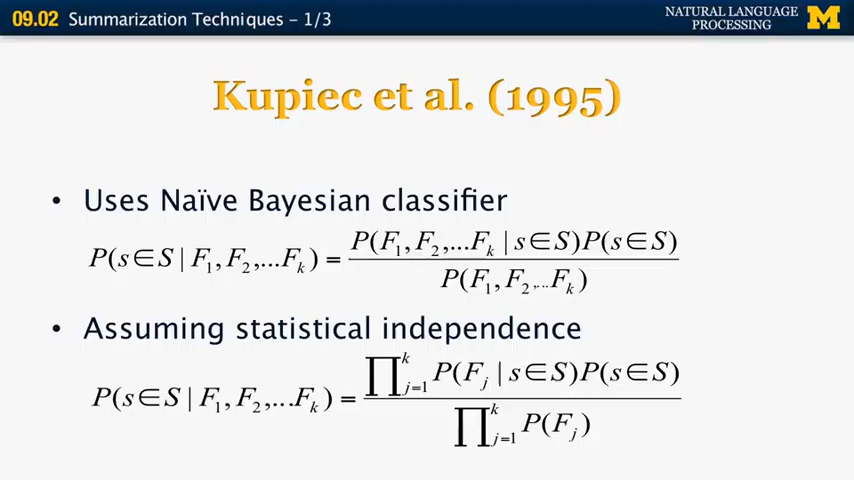 09.02 Summarization Techniques – 1/3
NATURAL LANGUAGE
PROCESSING
M
Kupiec et al. (1995)
• Uses Naïve Bayesian classifier
P(s∈S | F₁, F₂,...Fₖ) = P(F₁, F₂,...Fₖ | s∈S)P(s∈S) / P(F₁, F₂,...Fₖ)
• Assuming statistical independence
P(s∈S | F₁, F₂,...Fₖ) = ∏ⱼ₌₁ᵏ P(Fⱼ | s∈S)P(s∈S) / ∏ⱼ₌₁ᵏ P(Fⱼ)